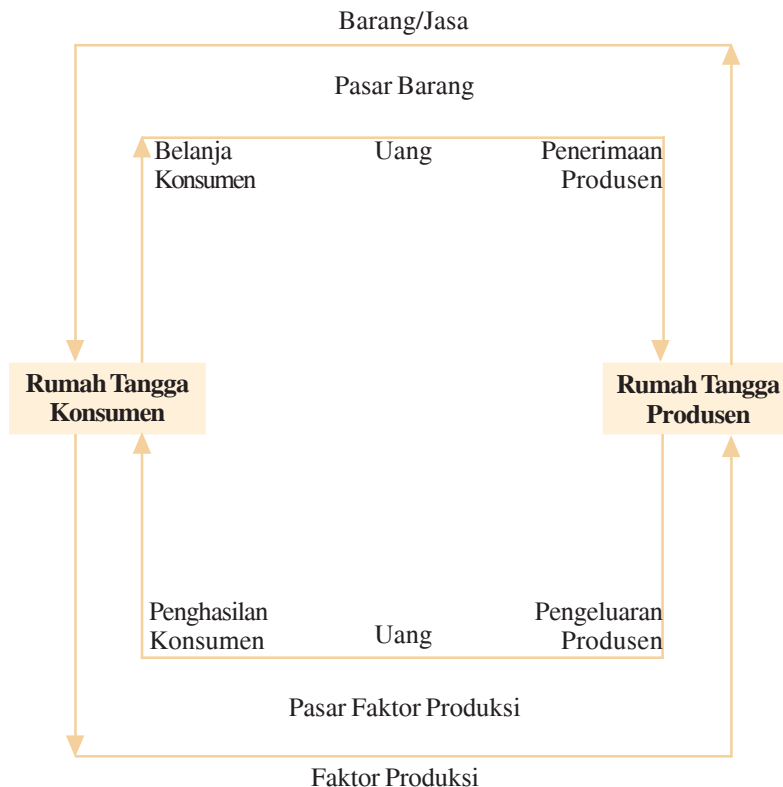 Barang/Jasa
Pasar Barang
Belanja
Konsumen
Uang
Penerimaan
Produsen
Rumah Tangga
Konsumen
Rumah Tangga
Produsen
Penghasilan
Konsumen
Uang
Pengeluaran
Produsen
Pasar Faktor Produksi
Faktor Produksi